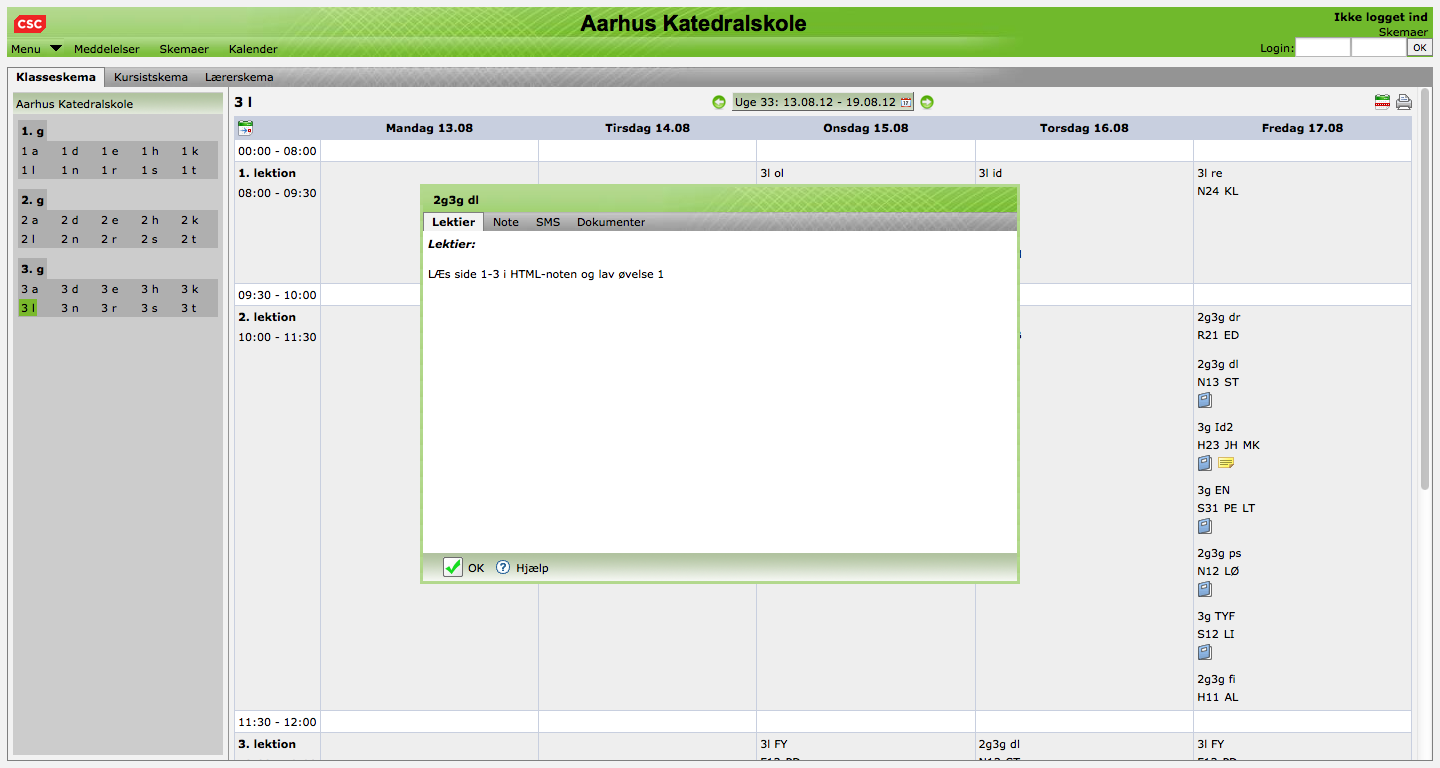 CSC
Aarhus Katedralskole
Ikke logget ind
Skemaer
Menu Meddelelser Skemaer Kalender
Login: OK
Klasseskema Kursistskema Lærerskema
Aarhus Katedralskole
1. g
1 a 1 d 1 e 1 h 1 k
1 l 1 n 1 r 1 s 1 t
2. g
2 a 2 d 2 e 2 h 2 k
2 l 2 n 2 r 2 s 2 t
3. g
3 a 3 d 3 e 3 h 3 k
3 l 3 n 3 r 3 s 3 t
3 l
Uge 33: 13.08.12 - 19.08.12
Mandag 13.08 Tirsdag 14.08 Onsdag 15.08 Torsdag 16.08 Fredag 17.08
00:00 - 08:00
1. lektion
08:00 - 09:30
3l ol
3l id
3l re
N24 KL
2g3g dl
Lektier Note SMS Dokumenter
Lektier:
LÆs side 1-3 i HTML-noten og lav øvelse 1
OK Hjælp
09:30 - 10:00
2. lektion
10:00 - 11:30
2g3g dr
R21 ED
2g3g dl
N13 ST
3g Id2
H23 JH MK
3g EN
S31 PE LT
2g3g ps
N12 LØ
3g TYF
S12 LI
2g3g fi
H11 AL
11:30 - 12:00
3. lektion
3l FY
2g3g dl
3l FY